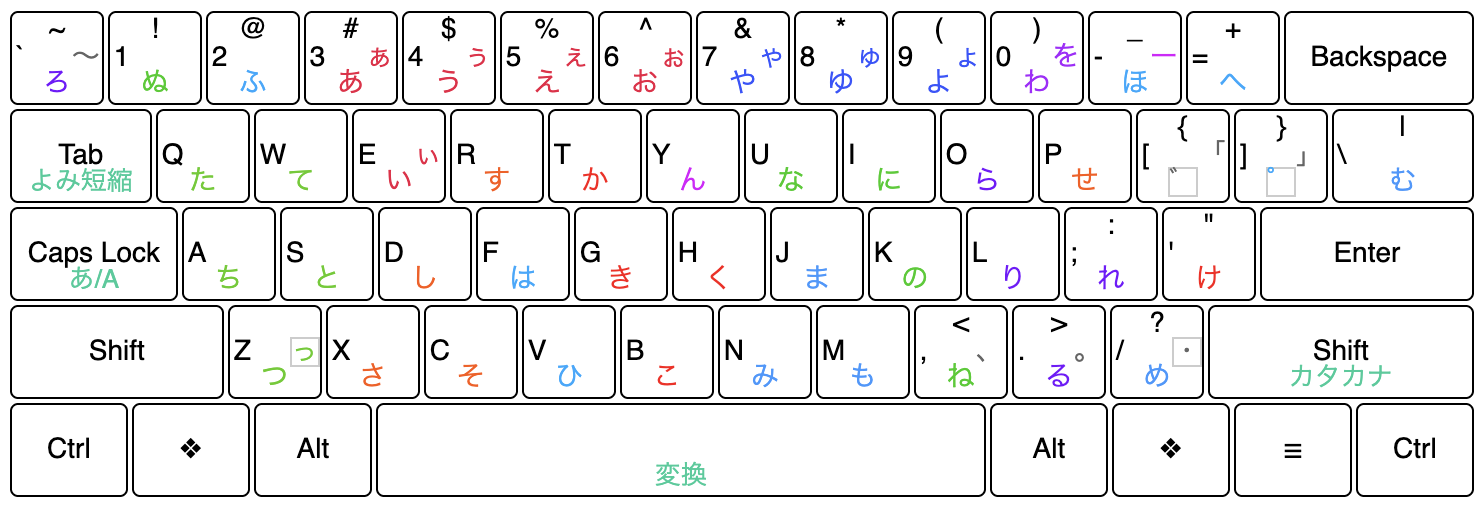 ~ ` 〜 ろ ! 1 ぬ @ 2 ふ # 3 ぁ あ $ 4 ぅ う % 5 ぇ え ^ 6 ぉ お & 7 ゃ や * 8 ゅ ゆ ( 9 ょ よ ) 0 を わ _ - ー ほ + = へ Backspace
Tab よみ短縮 Q た W て E ぃ い R す T か Y ん U な I に O ら P せ { [ 「 ゛ } ] 」 ゜ | \ む
Caps Lock あ/A A ち S と D し F は G き H く J ま K の L り : ; れ " ' け Enter
Shift Z っ つ X さ C そ V ひ B こ N み M も < , 、 ね > . 。 る ? / ・ め Shift カタカナ
Ctrl ❖ Alt 変換 Alt ❖ ≡ Ctrl